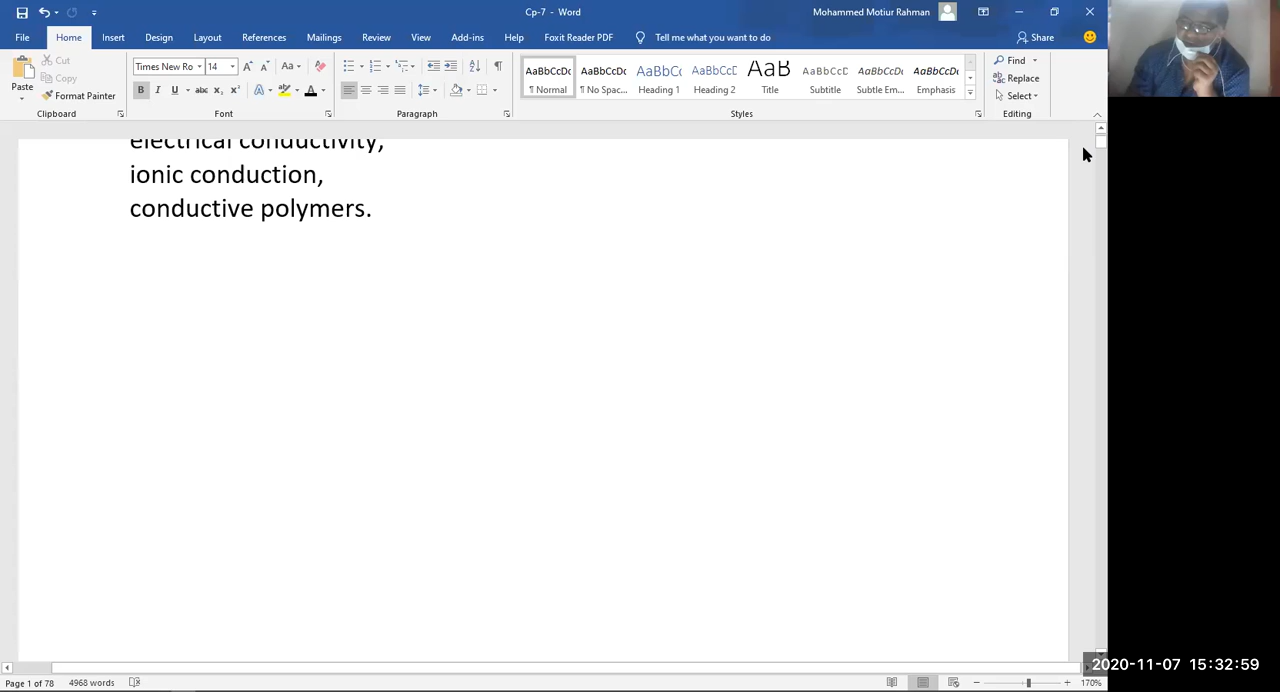 Cp-7 - Word
Mohammed Motiur Rahman
File Home Insert Design Layout References Mailings Review View Add-ins Help Foxit Reader PDF Tell me what you want to do Share
Paste
Cut
Copy
Format Painter
Clipboard
Times New Ro 14
Font
Paragraph
AaBbCcDc AaBbCcDc AaBbCc AaBbCcC AaB AaBbCcD AaBbCcDc AaBbCcDc
¶ Normal ¶ No Spac... Heading 1 Heading 2 Title Subtitle Subtle Em... Emphasis
Styles
Find
Replace
Select
Editing
electrical conductivity,
ionic conduction,
conductive polymers.
2020-11-07 15:32:59
Page 1 of 78 4968 words 170%